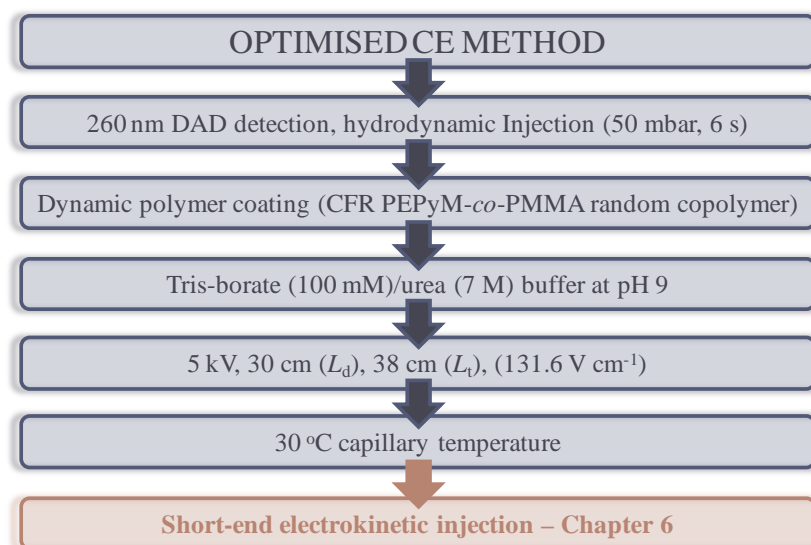 OPTIMISED CE METHOD
260 nm DAD detection, hydrodynamic Injection (50 mbar, 6 s)
Dynamic polymer coating (CFR PEPyM-co-PMMA random copolymer)
Tris-borate (100 mM)/urea (7 M) buffer at pH 9
5 kV, 30 cm (Ld), 38 cm (Lt), (131.6 V cm-1)
30 oC capillary temperature
Short-end electrokinetic injection – Chapter 6